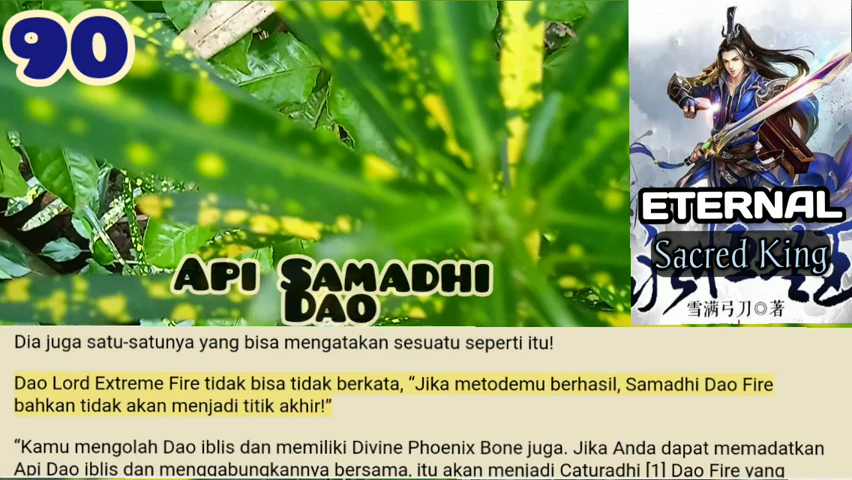 90
API SAMADHI
DAO
ETERNAL
Sacred King
雪满弓刀◎著
Dia juga satu-satunya yang bisa mengatakan sesuatu seperti itu!
Dao Lord Extreme Fire tidak bisa tidak berkata, “Jika metodemu berhasil, Samadhi Dao Fire
bahkan tidak akan menjadi titik akhir!”
“Kamu mengolah Dao iblis dan memiliki Divine Phoenix Bone juga. Jika Anda dapat memadatkan
Api Dao iblis dan menggabungkannya bersama, itu akan menjadi Caturadhi [1] Dao Fire yang